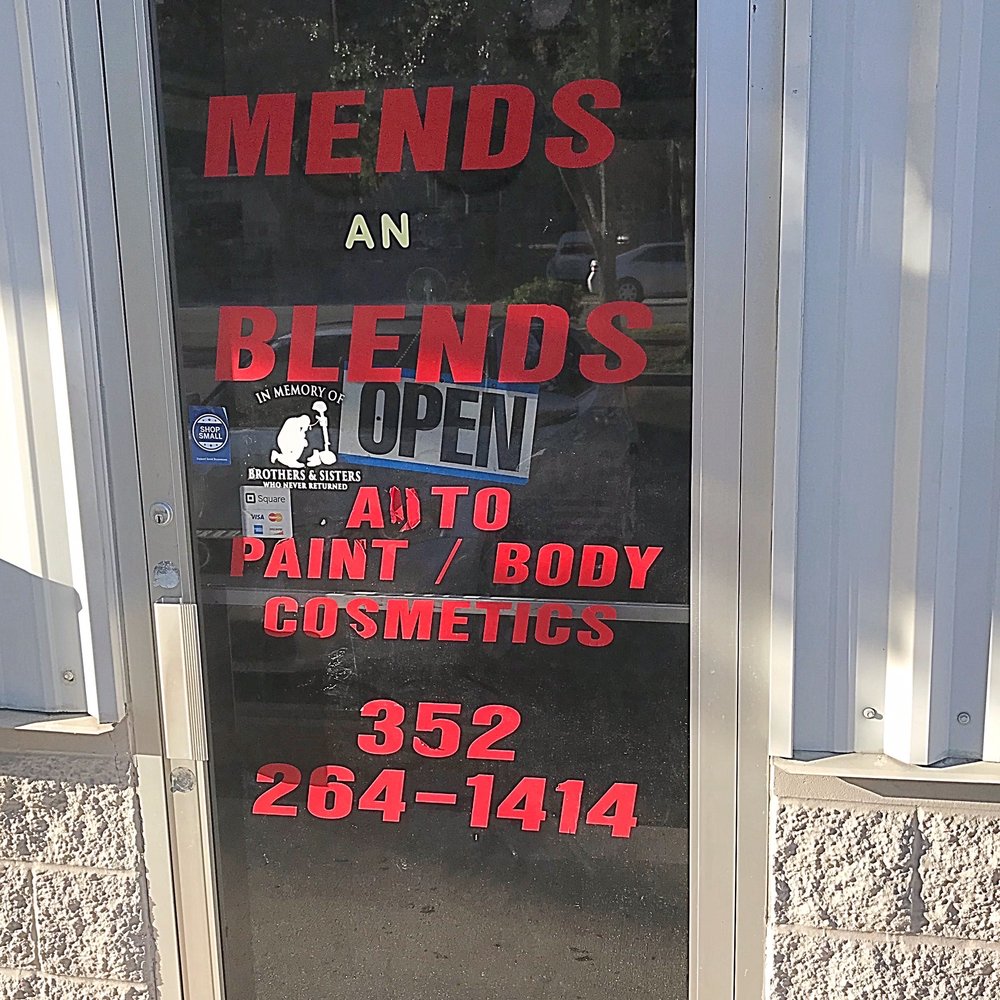 MENDS
AN
BLENDS
IN MEMORY OF
OPEN
SHOP
SMALL
BROTHERS & SISTERS
WHO NEVER RETURNED
Square
VISA
AUTO
PAINT / BODY
COSMETICS
352
264-1414